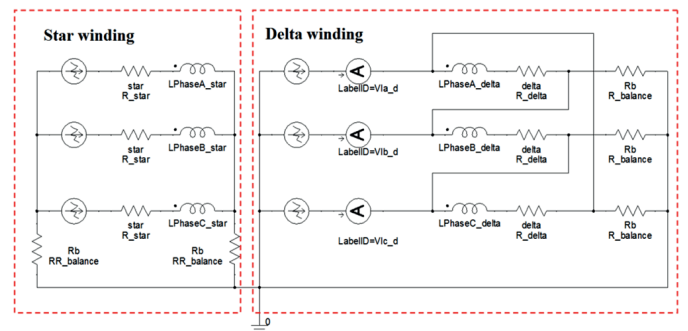 Star winding
Delta winding
star
R_star
LPhaseA_star
A
LabelID=VIa_d
LPhaseA_delta
delta
R_delta
Rb
R_balance
star
R_star
LPhaseB_star
A
LabelID=VIb_d
LPhaseB_delta
delta
R_delta
Rb
R_balance
star
R_star
LPhaseC_star
A
LabelID=VIc_d
LPhaseC_delta
delta
R_delta
Rb
R_balance
Rb
RR_balance
Rb
RR_balance
0